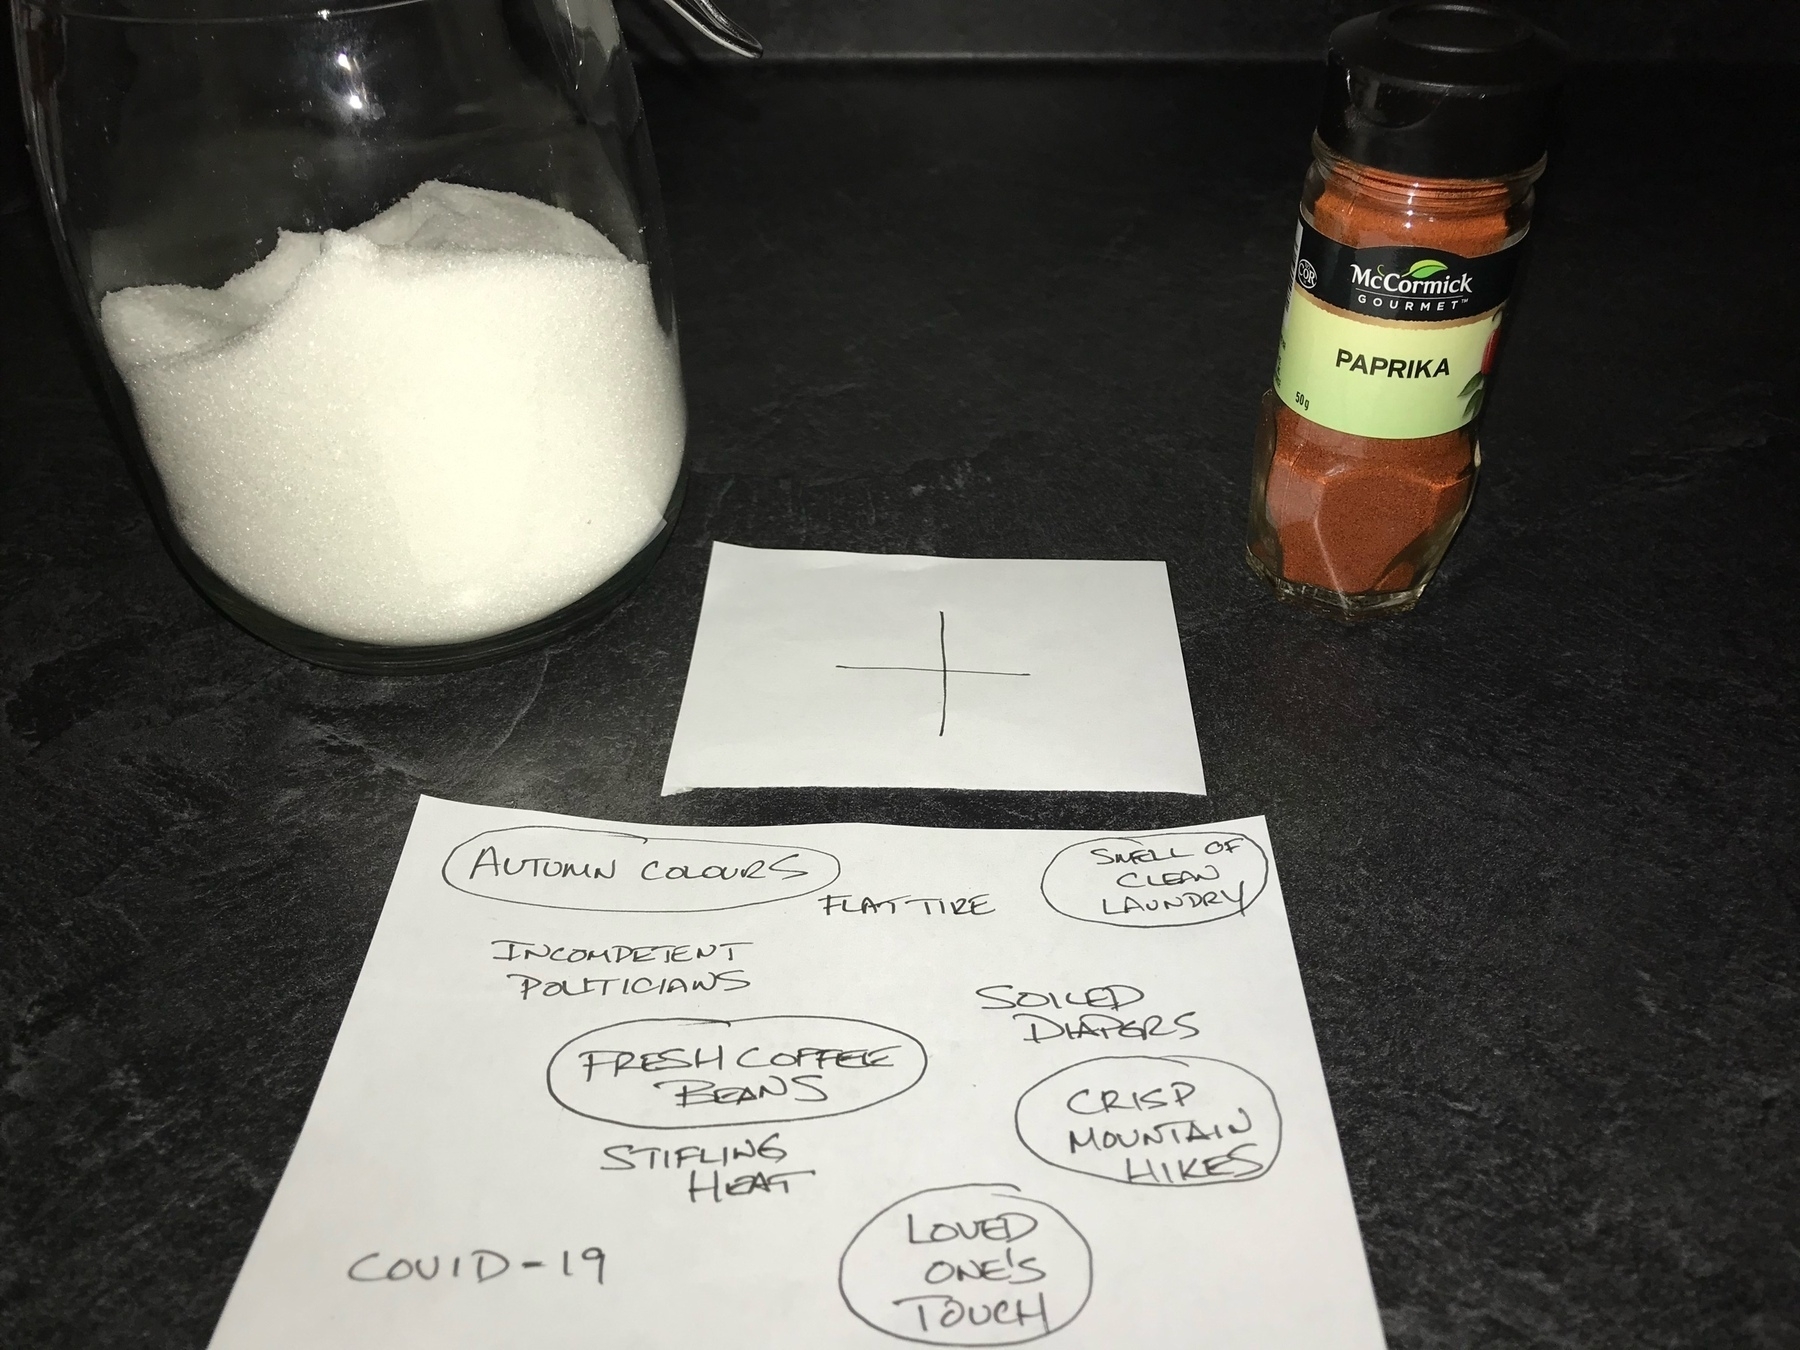 COR
McCormick
GOURMET™
PAPRIKA
50g
AUTUMN COLOURS
FLAT TIRE
SMELL OF
CLEAN
LAUNDRY
INCOMPETENT
POLITICIANS
SOILED
DIAPERS
FRESH COFFEE
BEANS
CRISP
MOUNTAIN
HIKES
STIFLING
HEAT
LOVED
ONE'S
TOUCH
COVID-19